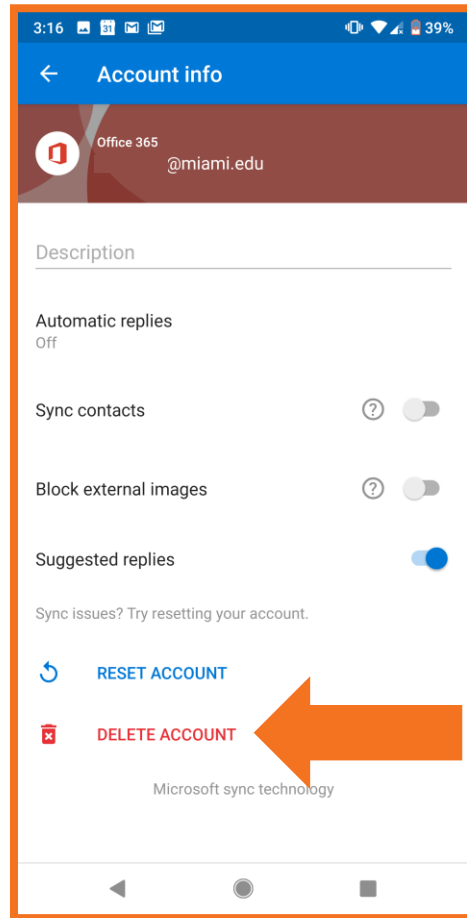 3:16 31 39%
Account info
Office 365
@miami.edu
Description
Automatic replies
Off
Sync contacts ?
Block external images ?
Suggested replies
Sync issues? Try resetting your account.
RESET ACCOUNT
DELETE ACCOUNT
Microsoft sync technology